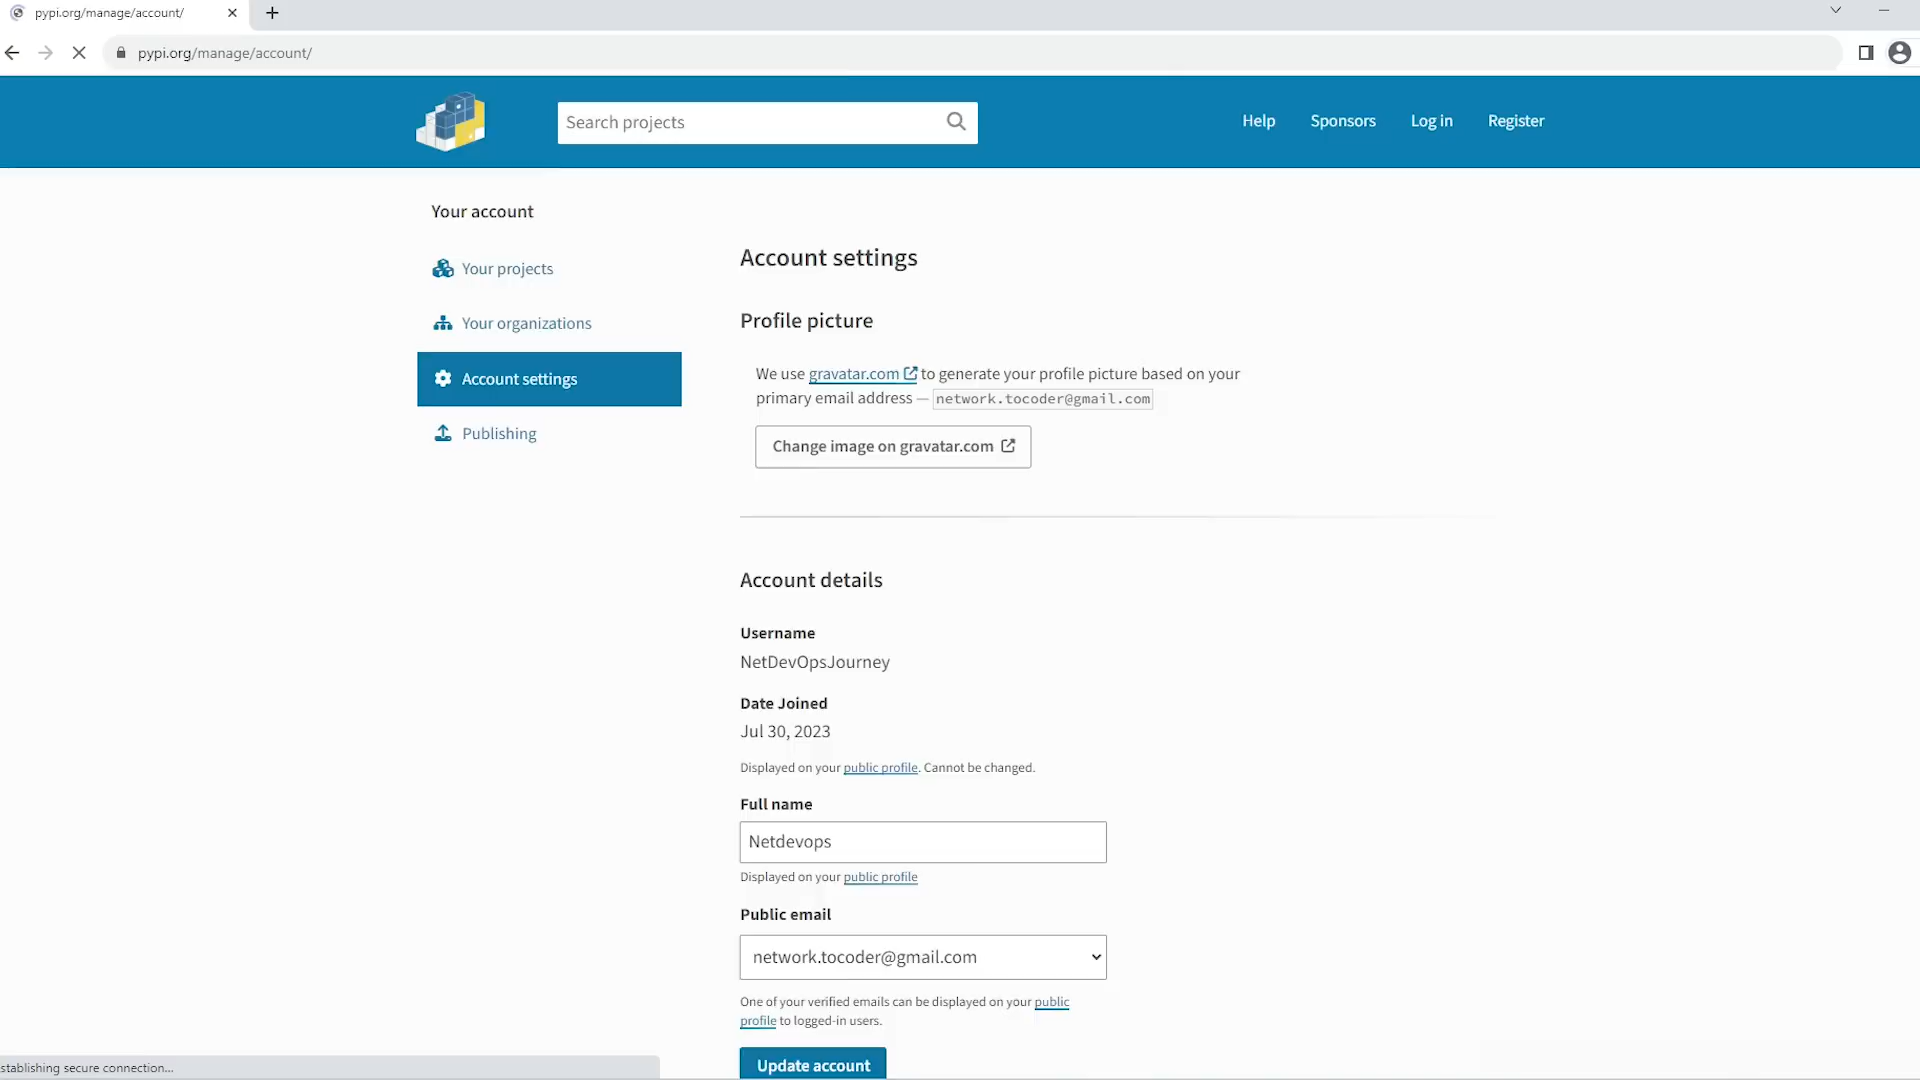 pypi.org/manage/account/
pypi.org/manage/account/
Search projects
Help
Sponsors
Log in
Register
Your account
Your projects
Your organizations
Account settings
Publishing
Account settings
Profile picture
We use gravatar.com to generate your profile picture based on your
primary email address — network.tocoder@gmail.com
Change image on gravatar.com
Account details
Username
NetDevOpsJourney
Date Joined
Jul 30, 2023
Displayed on your public profile. Cannot be changed.
Full name
Netdevops
Displayed on your public profile
Public email
network.tocoder@gmail.com
One of your verified emails can be displayed on your public
profile to logged-in users.
Update account
stablishing secure connection...